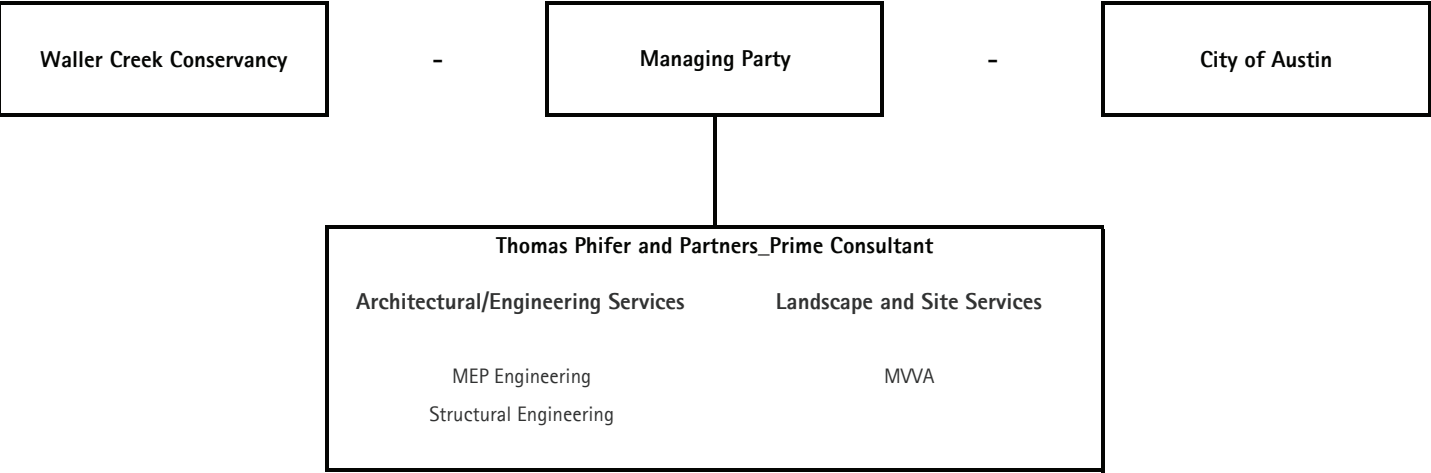 Waller Creek Conservancy - Managing Party - City of Austin
Thomas Phifer and Partners_Prime Consultant
Architectural/Engineering Services Landscape and Site Services
MEP Engineering MVVA
Structural Engineering